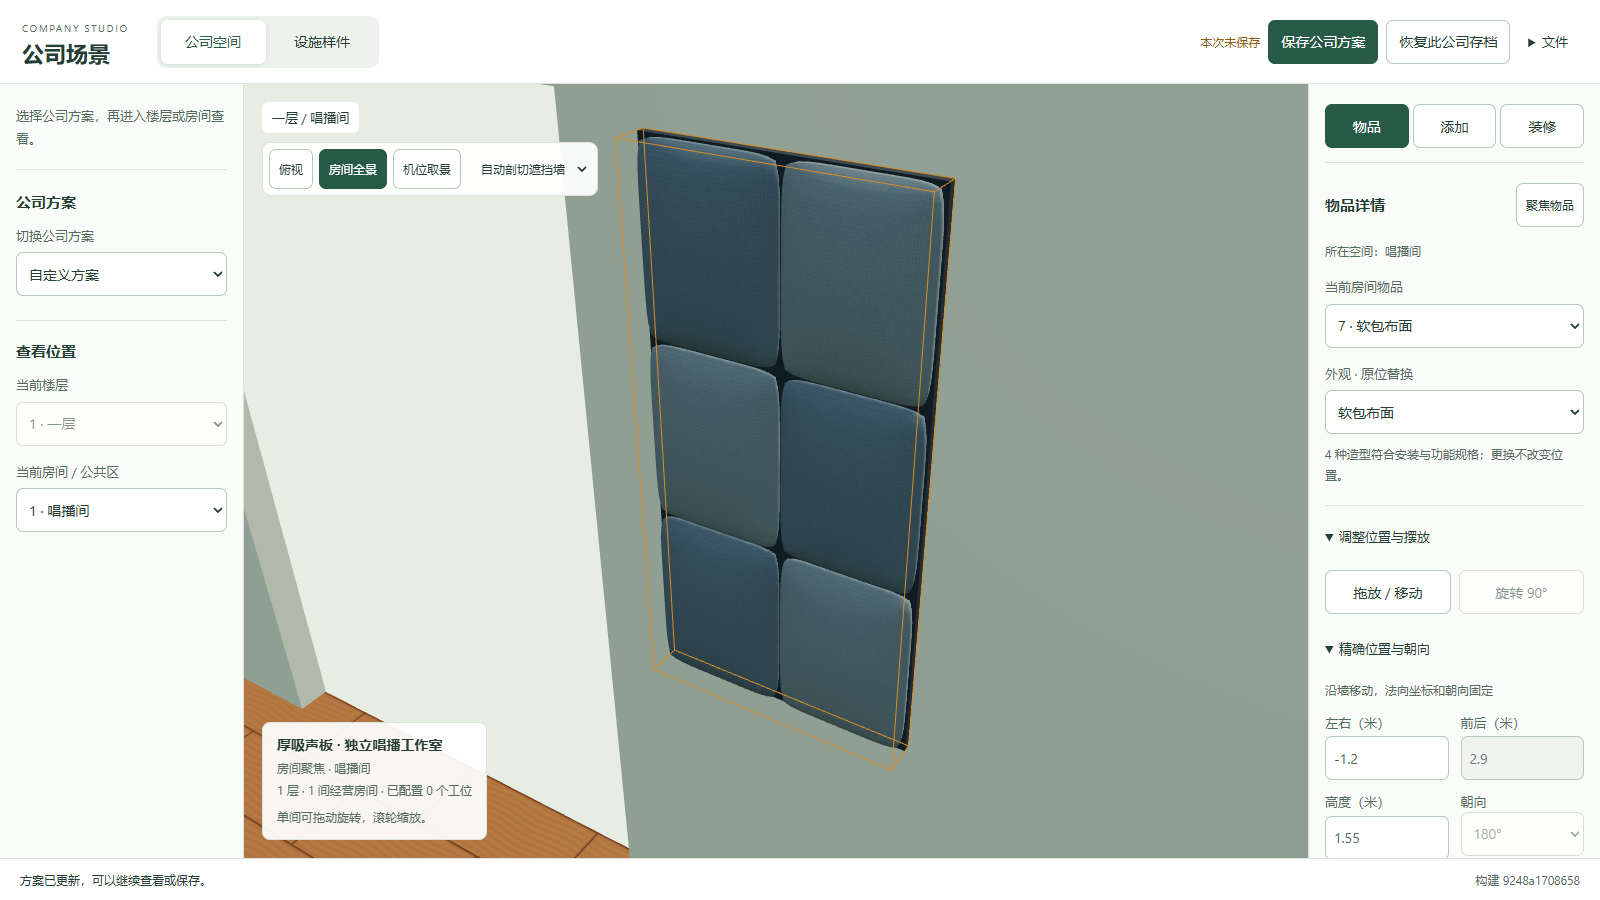 COMPANY STUDIO
公司场景
公司空间
设施样件
本次未保存
保存公司方案
恢复此公司存档
▶ 文件
选择公司方案，再进入楼层或房间查
看。
公司方案
切换公司方案
自定义方案
查看位置
当前楼层
1 · 一层
当前房间 / 公共区
1 · 唱播间
一层 / 唱播间
俯视
房间全景
机位取景
自动剖切遮挡墙
厚吸声板 · 独立唱播工作室
房间聚焦 · 唱播间
1 层 · 1 间经营房间 · 已配置 0 个工位
单间可拖动旋转，滚轮缩放。
物品
添加
装修
物品详情
聚焦物品
所在空间：唱播间
当前房间物品
7 · 软包布面
外观 · 原位替换
软包布面
4 种造型符合安装与功能规格；更换不改变位
置。
▼ 调整位置与摆放
拖放 / 移动
旋转 90°
▼ 精确位置与朝向
沿墙移动，法向坐标和朝向固定
左右（米）
前后（米）
-1.2
2.9
高度（米）
朝向
1.55
180°
方案已更新，可以继续查看或保存。
构建 9248a1708658